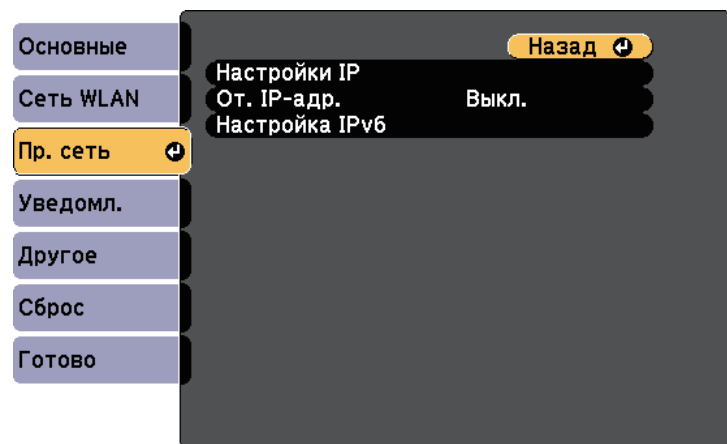 Основные
Сеть WLAN
Пр. сеть
Уведомл.
Другое
Сброс
Готово
Назад
Настройки IP
От. IP-адр. Выкл.
Настройка IPv6